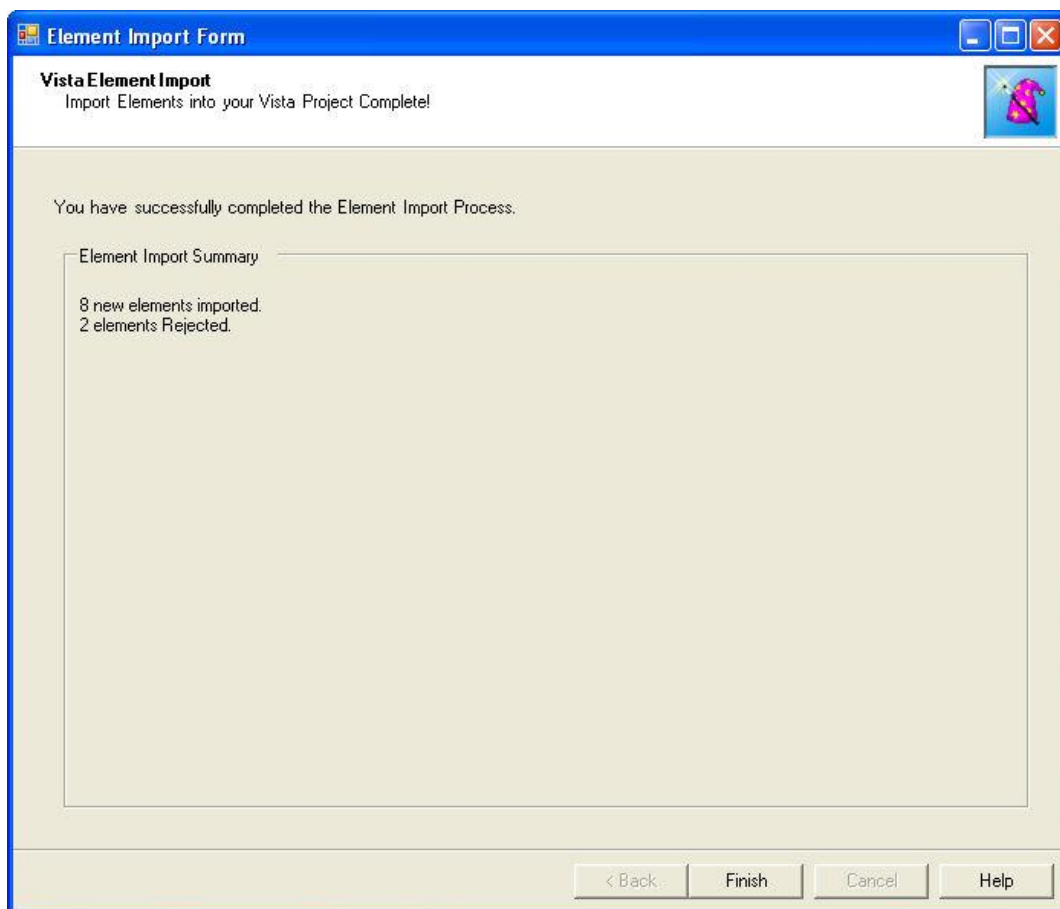 Element Import Form
Vista Element Import
Import Elements into your Vista Project Complete!
You have successfully completed the Element Import Process.
Element Import Summary
8 new elements imported.
2 elements Rejected.
< Back
Finish
Cancel
Help